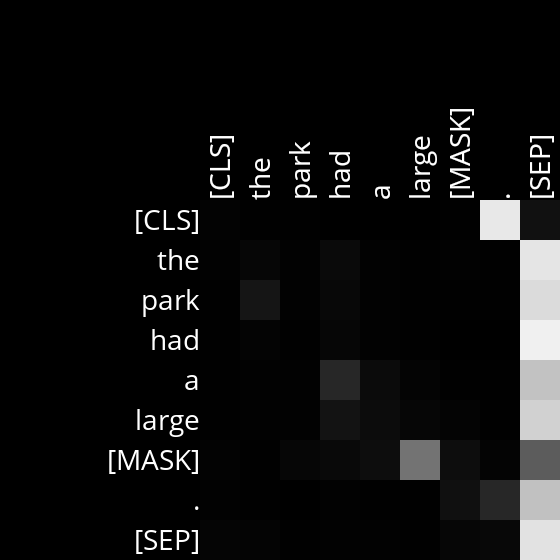 [CLS] the park had a large [MASK] . [SEP]
[CLS]
the
park
had
a
large
[MASK]
.
[SEP]